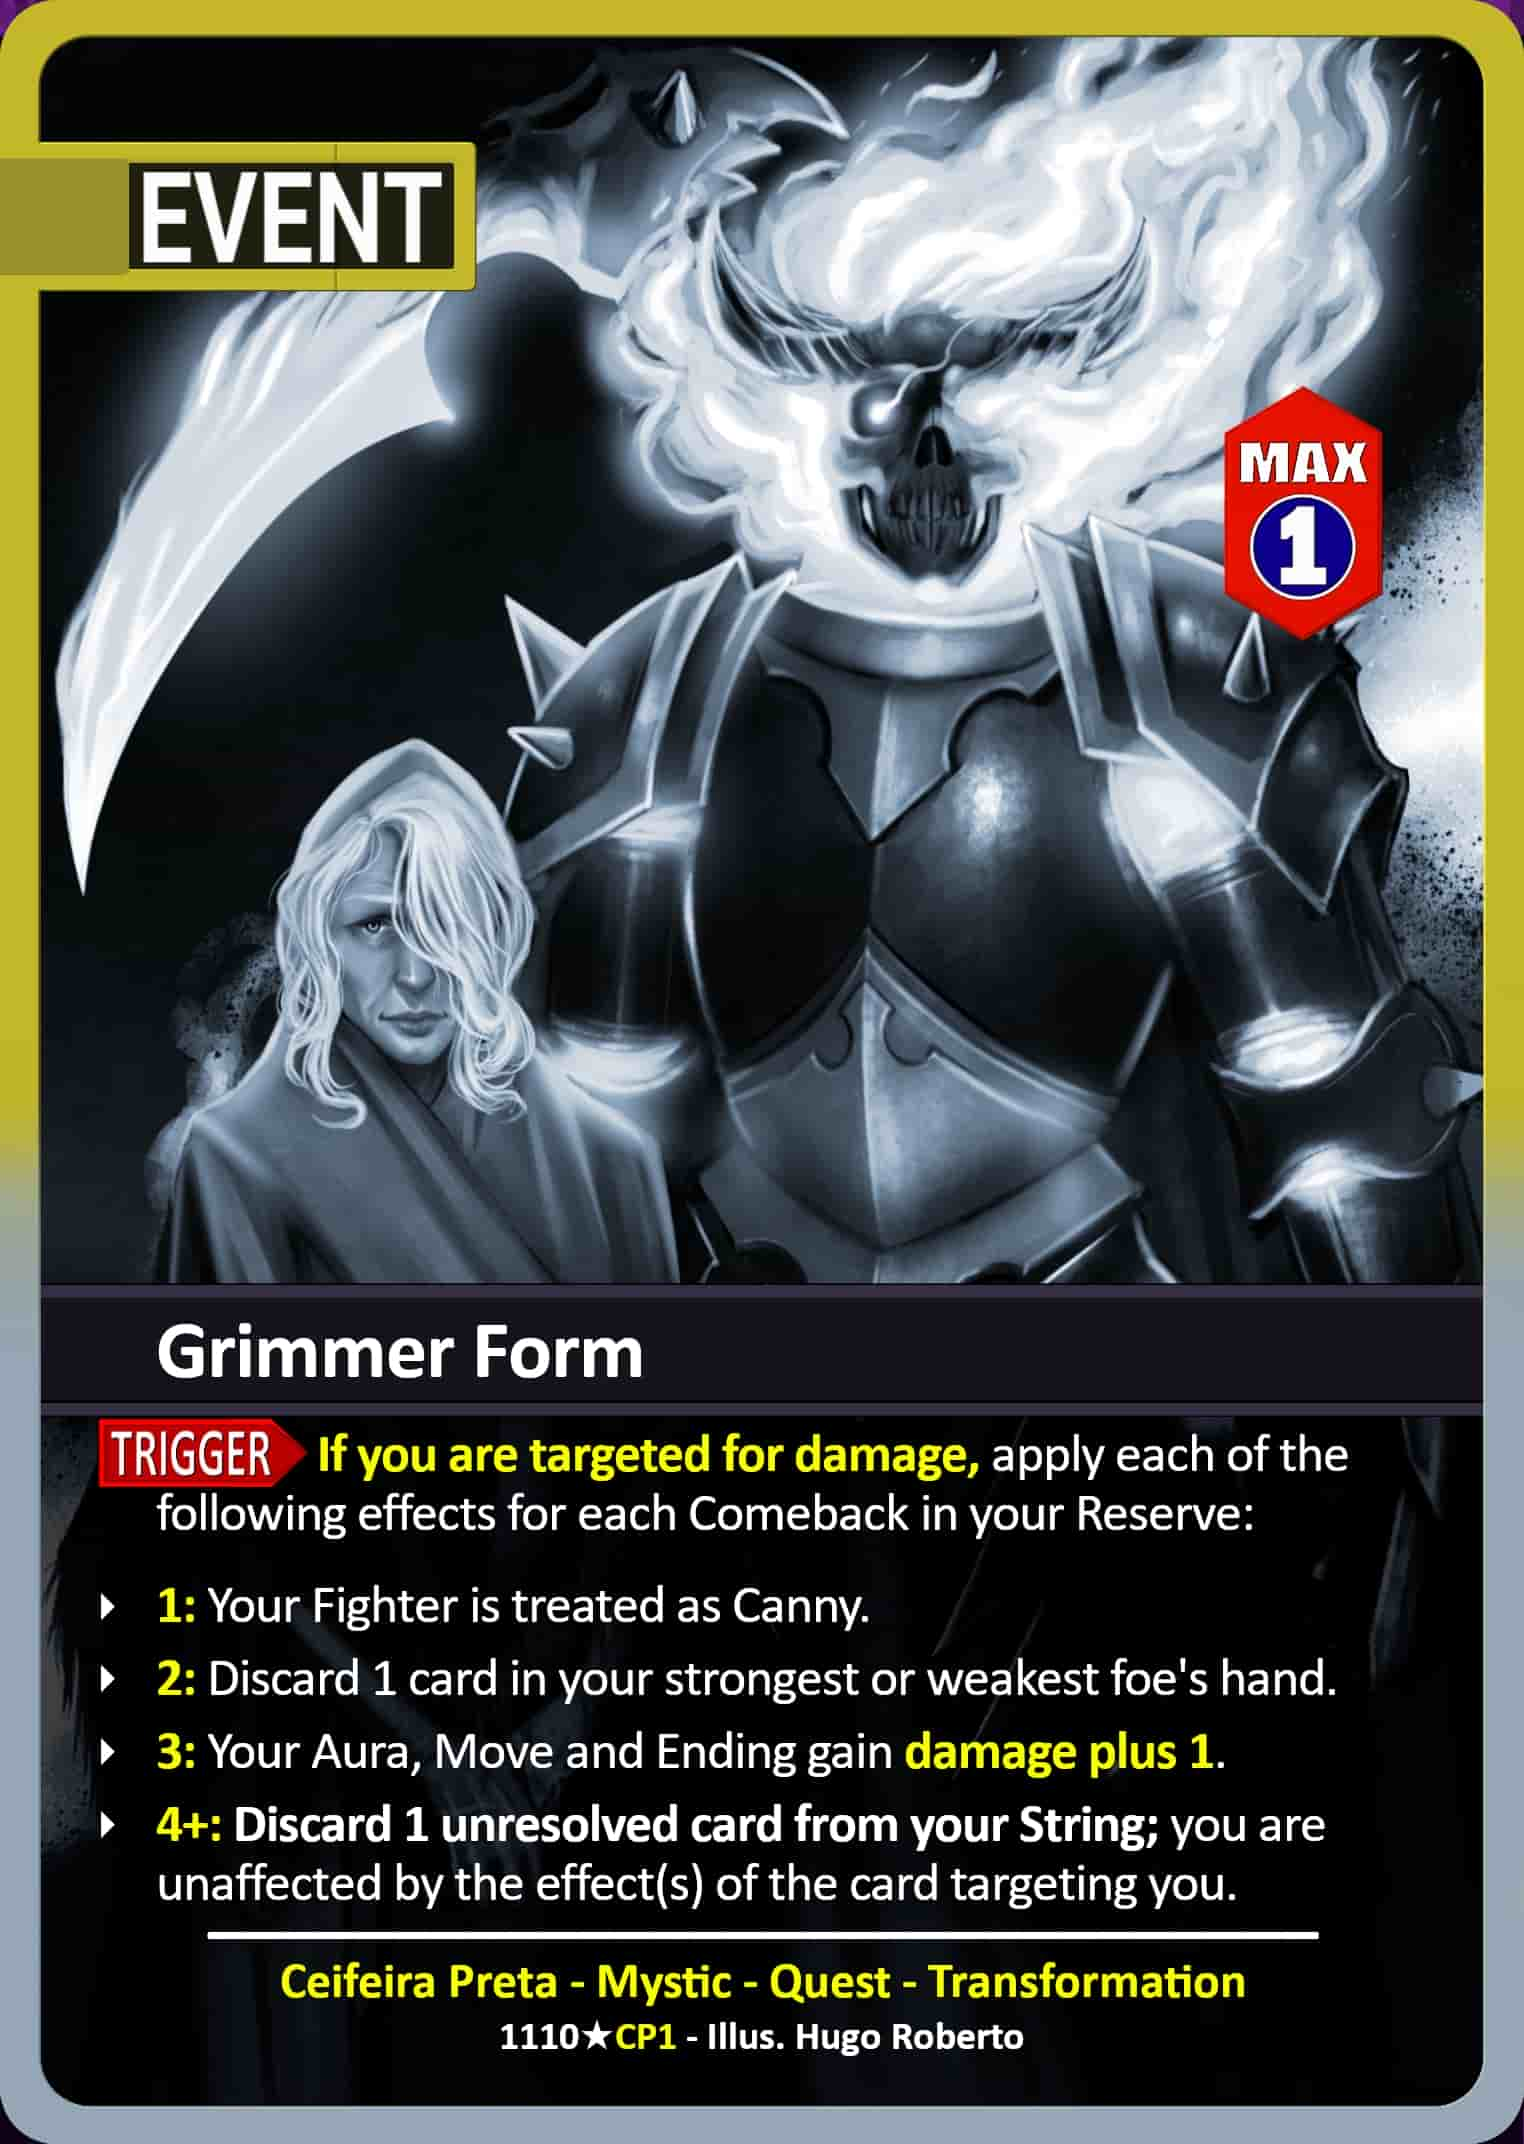 EVENT
MAX
1
Grimmer Form
TRIGGER If you are targeted for damage, apply each of the
following effects for each Comeback in your Reserve:
1: Your Fighter is treated as Canny.
2: Discard 1 card in your strongest or weakest foe's hand.
3: Your Aura, Move and Ending gain damage plus 1.
4+: Discard 1 unresolved card from your String; you are
unaffected by the effect(s) of the card targeting you.
Ceifeira Preta - Mystic - Quest - Transformation
1110★CP1 - Illus. Hugo Roberto